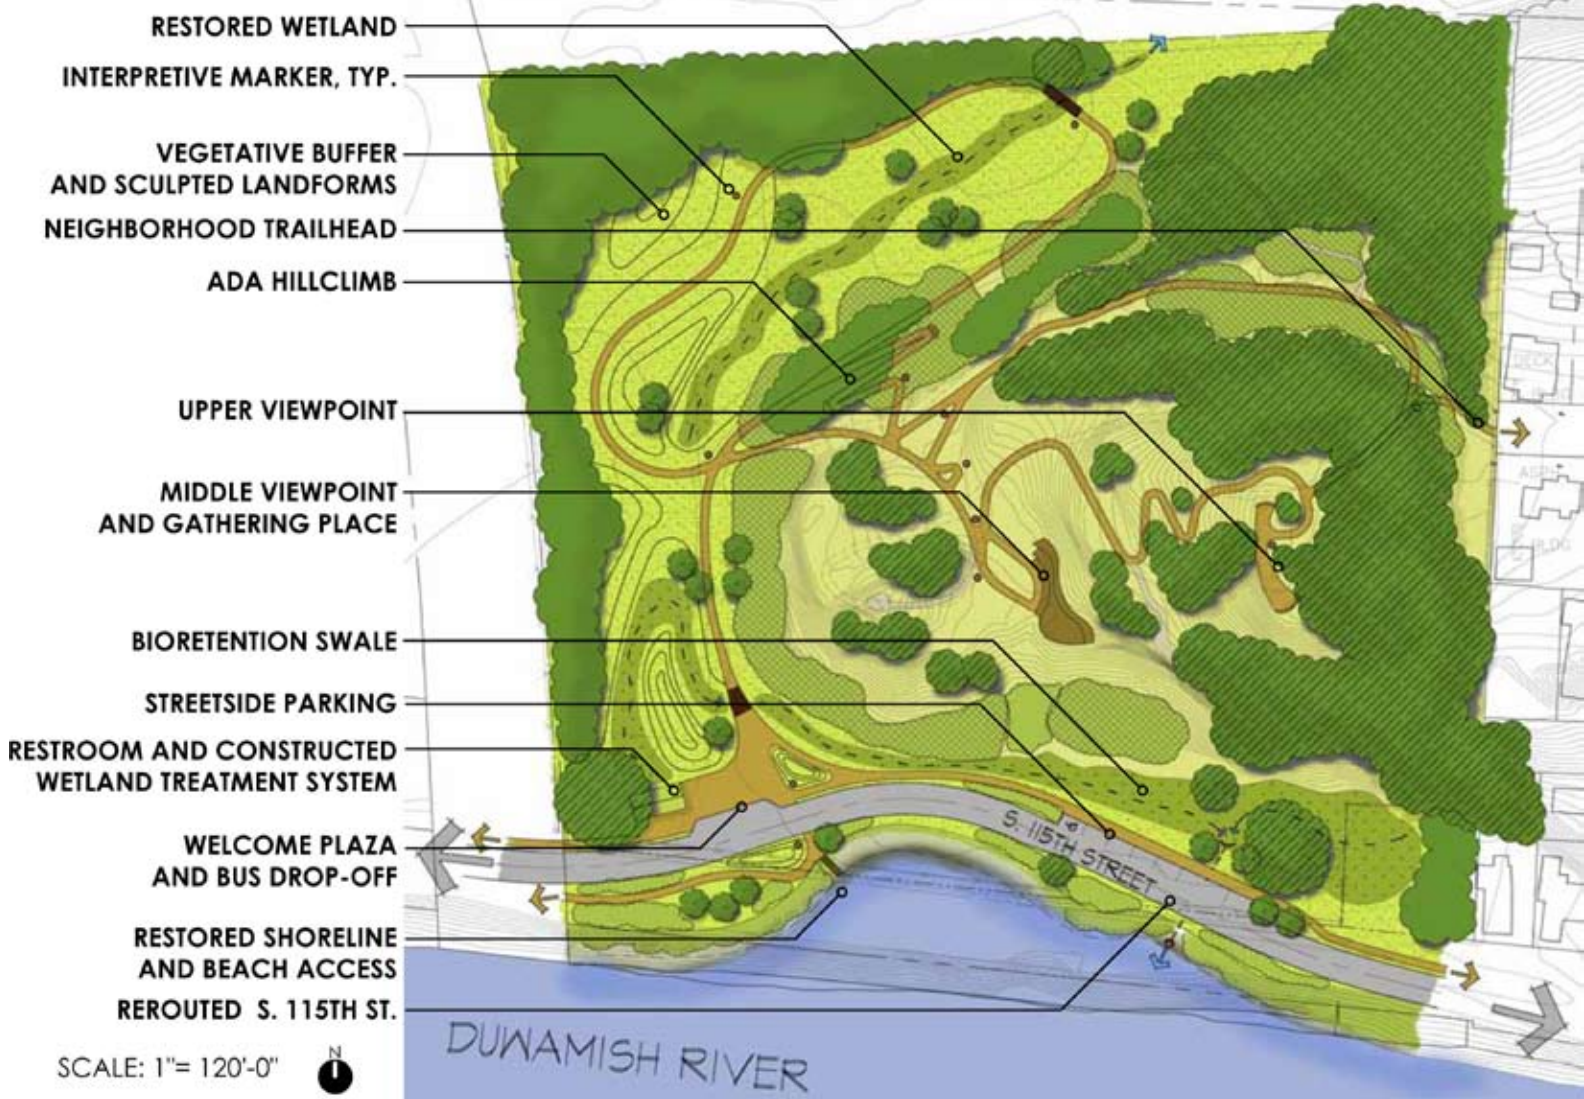 RESTORED WETLAND
INTERPRETIVE MARKER, TYP.
VEGETATIVE BUFFER
AND SCULPTED LANDFORMS
NEIGHBORHOOD TRAILHEAD
ADA HILLCLIMB
UPPER VIEWPOINT
MIDDLE VIEWPOINT
AND GATHERING PLACE
BIORETENTION SWALE
STREETSIDE PARKING
RESTROOM AND CONSTRUCTED
WETLAND TREATMENT SYSTEM
WELCOME PLAZA
AND BUS DROP-OFF
RESTORED SHORELINE
AND BEACH ACCESS
REROUTED S. 115TH ST.
SCALE: 1"= 120'-0"
N
DECK
BLDG
S. 115TH STREET
DUWAMISH RIVER